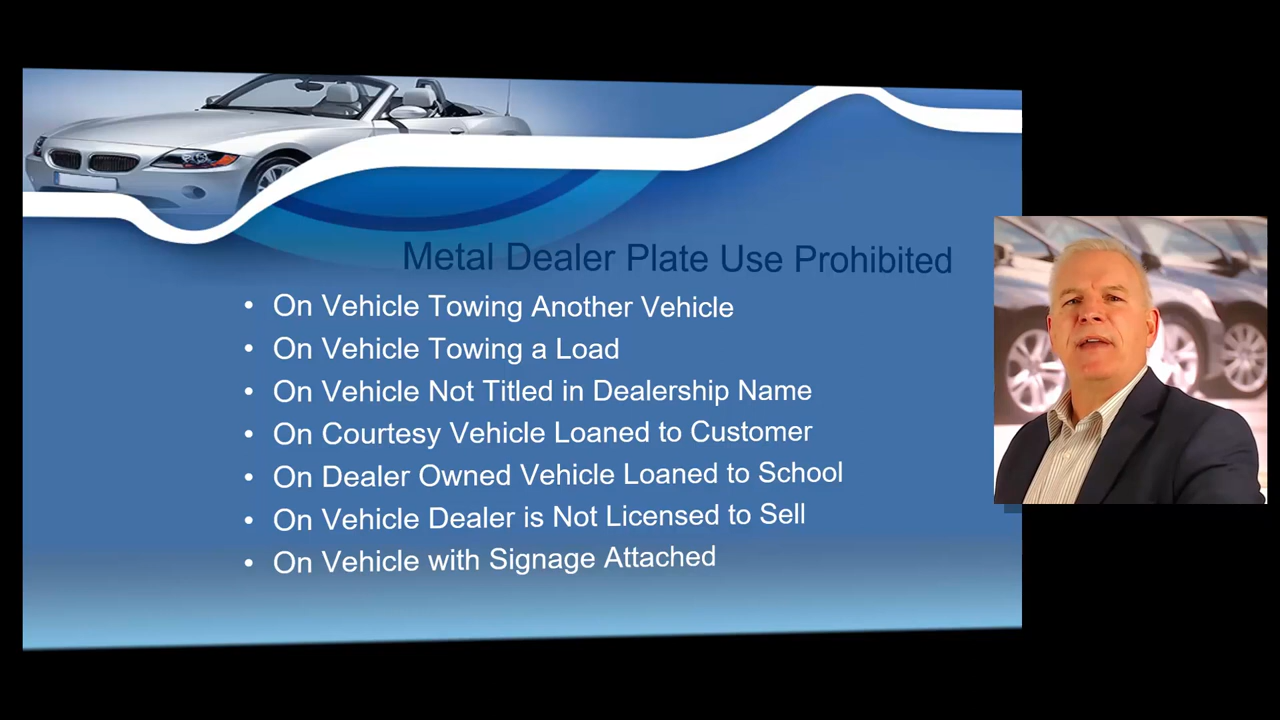 Metal Dealer Plate Use Prohibited
• On Vehicle Towing Another Vehicle
• On Vehicle Towing a Load
• On Vehicle Not Titled in Dealership Name
• On Courtesy Vehicle Loaned to Customer
• On Dealer Owned Vehicle Loaned to School
• On Vehicle Dealer is Not Licensed to Sell
• On Vehicle with Signage Attached